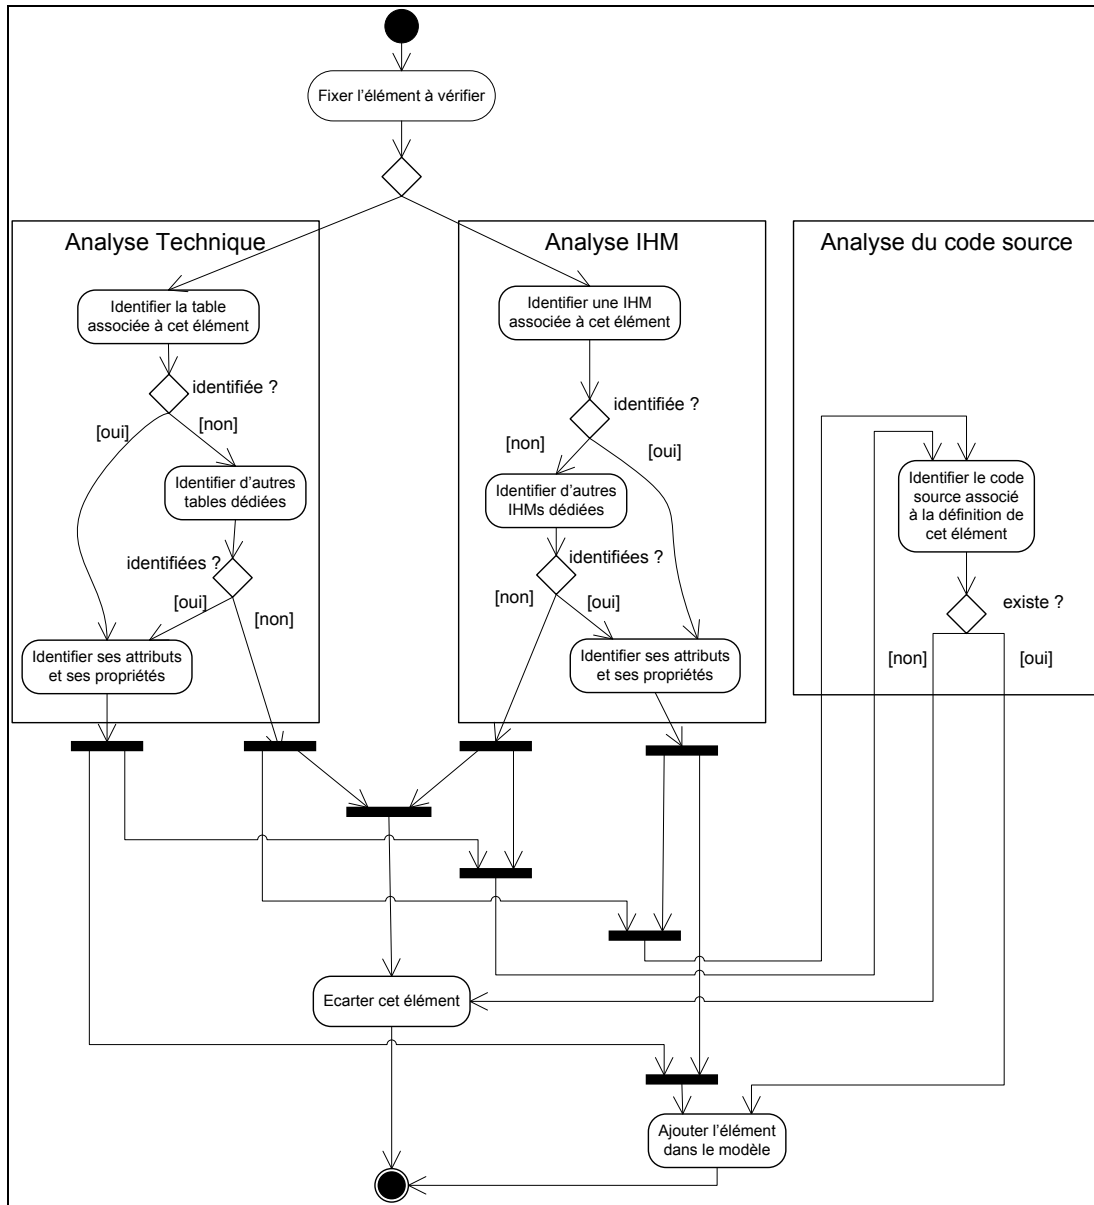 Fixer l'élément à vérifier
Analyse Technique
Analyse IHM
Analyse du code source
Identifier la table
associée à cet élément
Identifier une IHM
associée à cet élément
identifiée ?
identifiée ?
[oui]
[non]
[non]
[oui]
Identifier d'autres
tables dédiées
Identifier d'autres
IHMs dédiées
Identifier le code
source associé
à la définition de
cet élément
identifiées ?
identifiées ?
[oui]
[non]
[non]
[oui]
existe ?
[non]
[oui]
Identifier ses attributs
et ses propriétés
Identifier ses attributs
et ses propriétés
Ecarter cet élément
Ajouter l'élément
dans le modèle